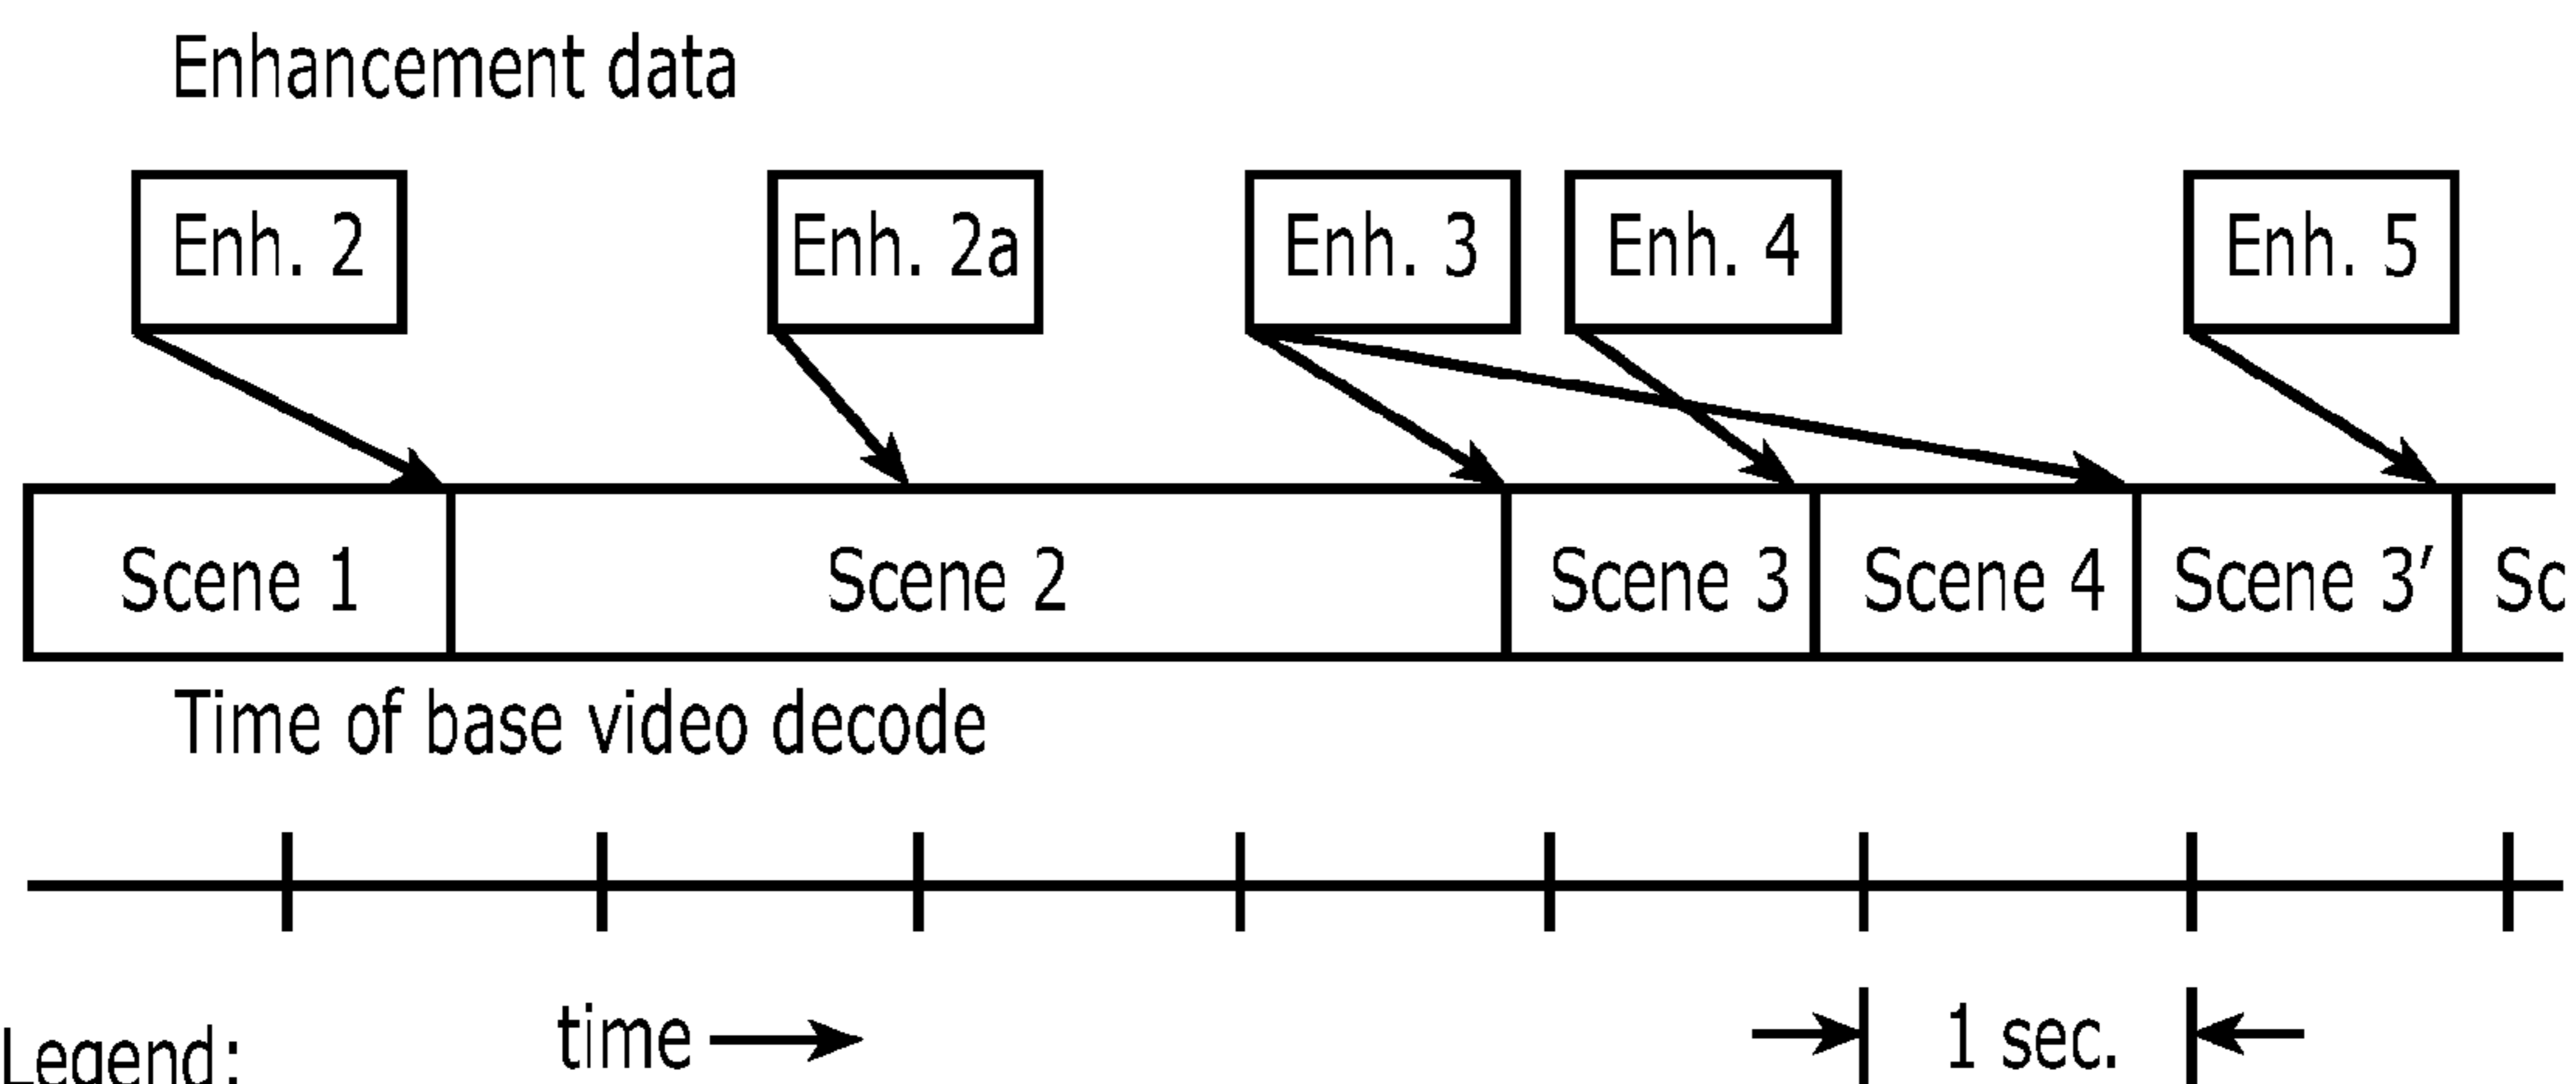 Enhancement data
Enh. 2 Enh. 2a Enh. 3 Enh. 4 Enh. 5
Scene 1 Scene 2 Scene 3 Scene 4 Scene 3′ Sc
Time of base video decode
time 1 sec.
Legend: